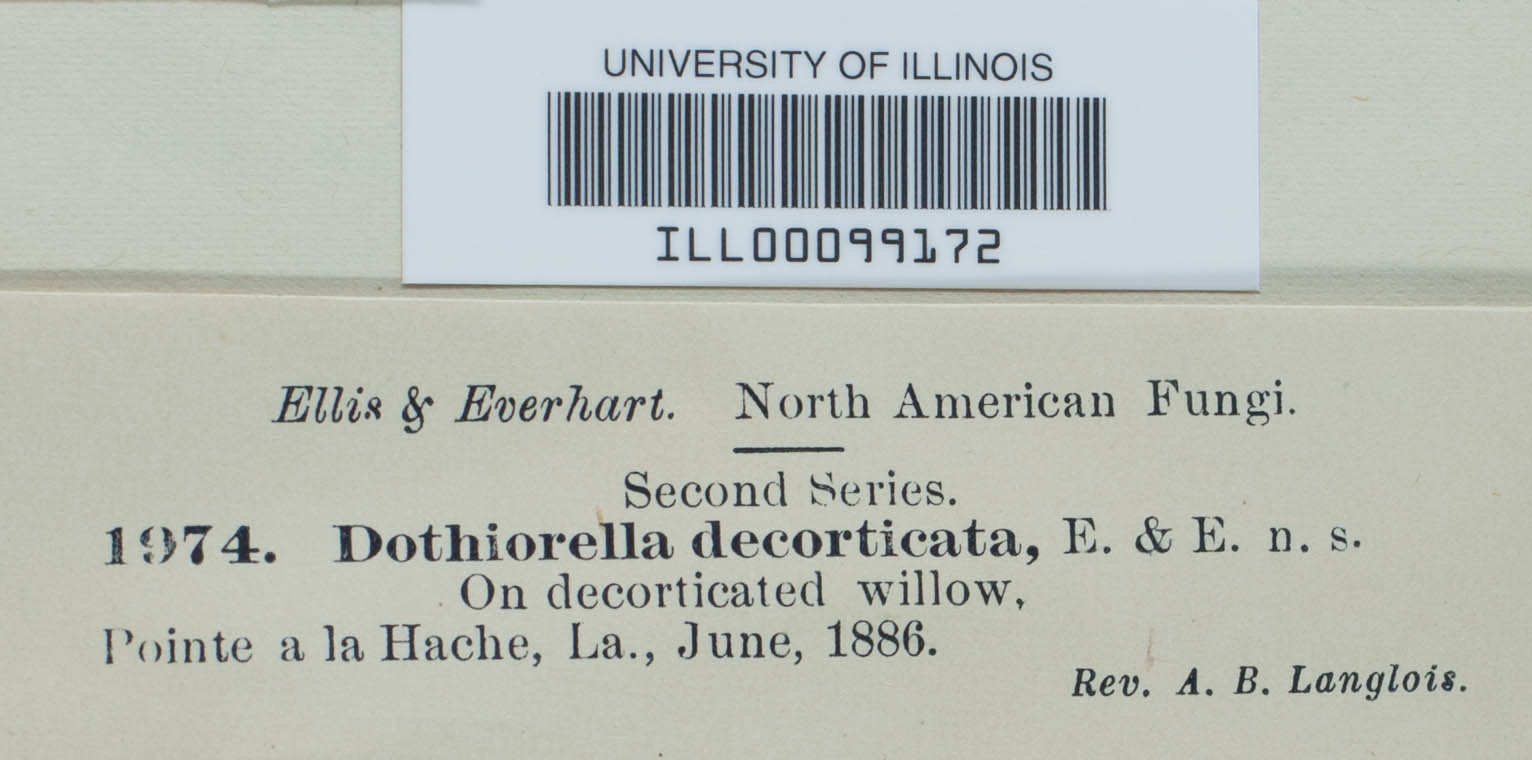 UNIVERSITY OF ILLINOIS
ILL00099172
Ellis & Everhart. North American Fungi.
Second Series.
1974. Dothiorella decorticata, E. & E. n. s.
On decorticated willow,
Pointe a la Hache, La., June, 1886.
Rev. A. B. Langlois.